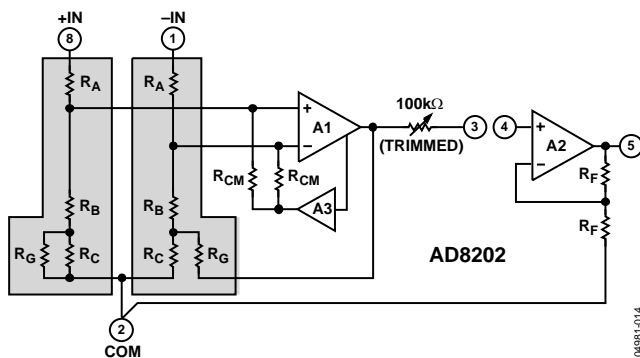 +IN
–IN
8
1
RA
RA
100kΩ
+
A1
–
3
4
+
A2
–
5
(TRIMMED)
RCM
RCM
RF
A3
RB
RB
RG
RC
RC
RG
RF
AD8202
2
COM
04981-014